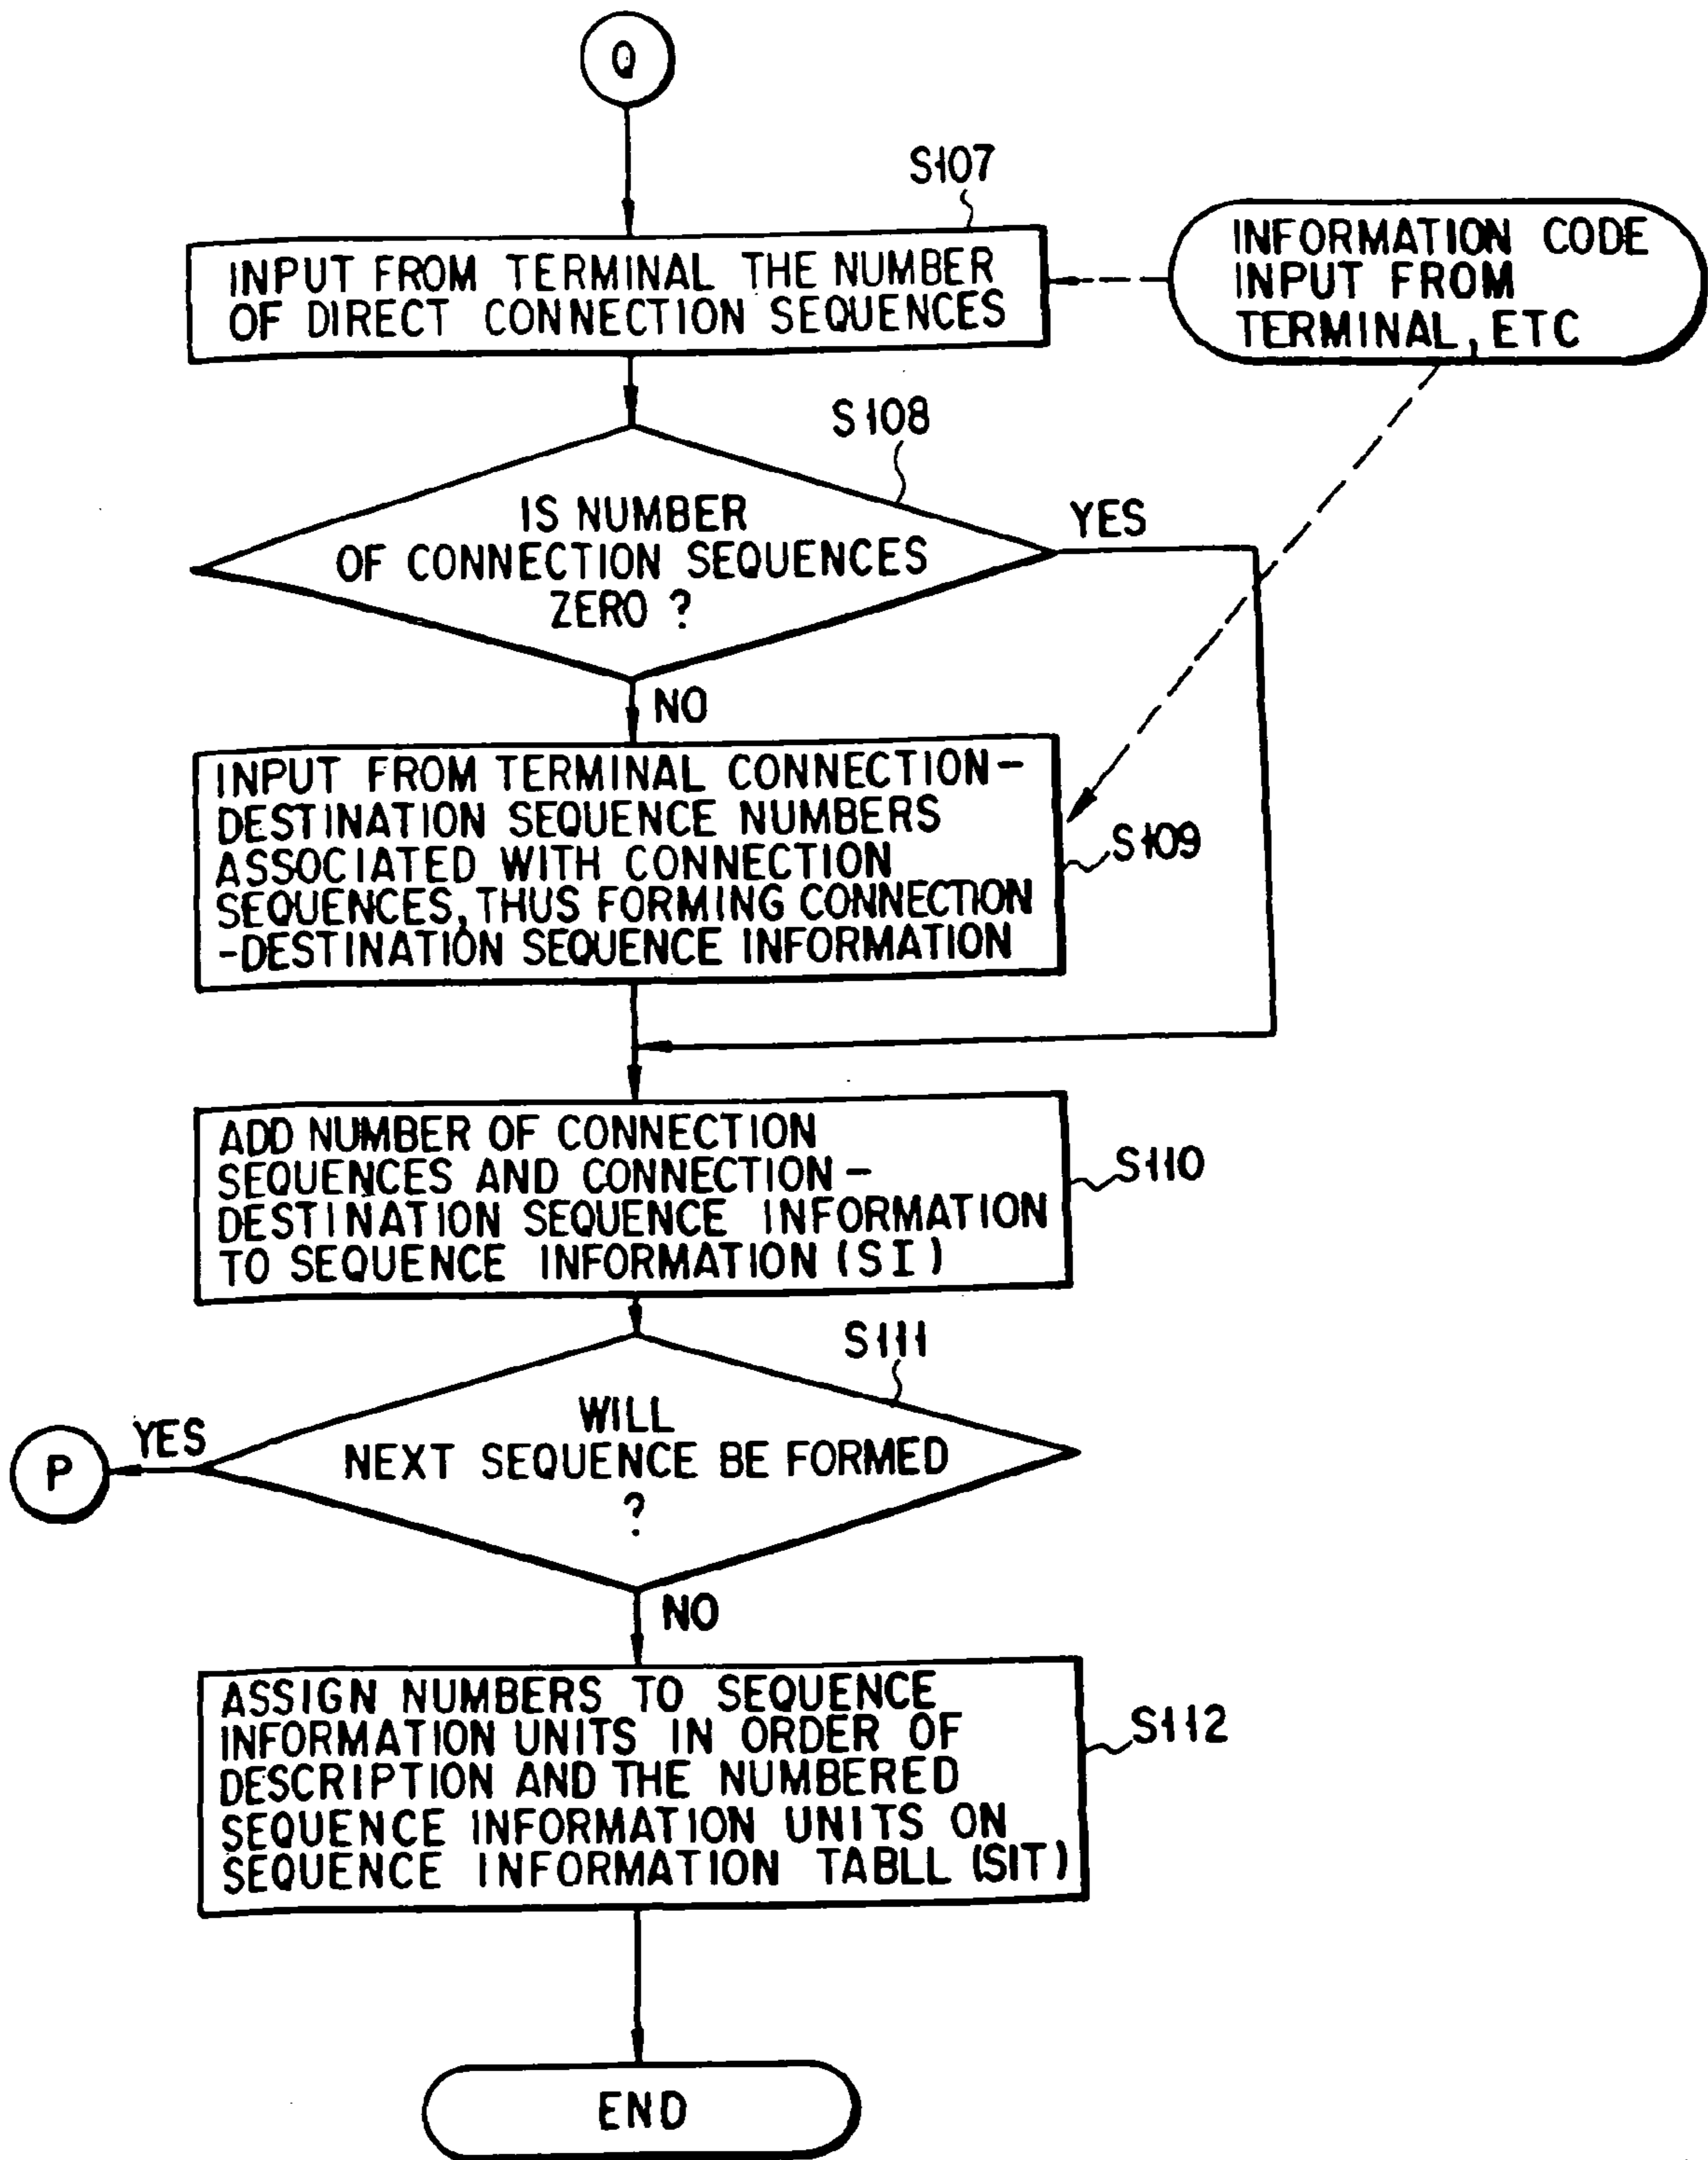 Q
S107
INPUT FROM TERMINAL THE NUMBER
OF DIRECT CONNECTION SEQUENCES
INFORMATION CODE
INPUT FROM
TERMINAL, ETC
S108
IS NUMBER
OF CONNECTION SEQUENCES
ZERO ?
YES
NO
INPUT FROM TERMINAL CONNECTION-
DESTINATION SEQUENCE NUMBERS
ASSOCIATED WITH CONNECTION
SEQUENCES, THUS FORMING CONNECTION
-DESTINATION SEQUENCE INFORMATION
S109
ADD NUMBER OF CONNECTION
SEQUENCES AND CONNECTION-
DESTINATION SEQUENCE INFORMATION
TO SEQUENCE INFORMATION (SI)
S110
S111
WILL
NEXT SEQUENCE BE FORMED
?
YES
P
NO
ASSIGN NUMBERS TO SEQUENCE
INFORMATION UNITS IN ORDER OF
DESCRIPTION AND THE NUMBERED
SEQUENCE INFORMATION UNITS ON
SEQUENCE INFORMATION TABLL (SIT)
S112
END